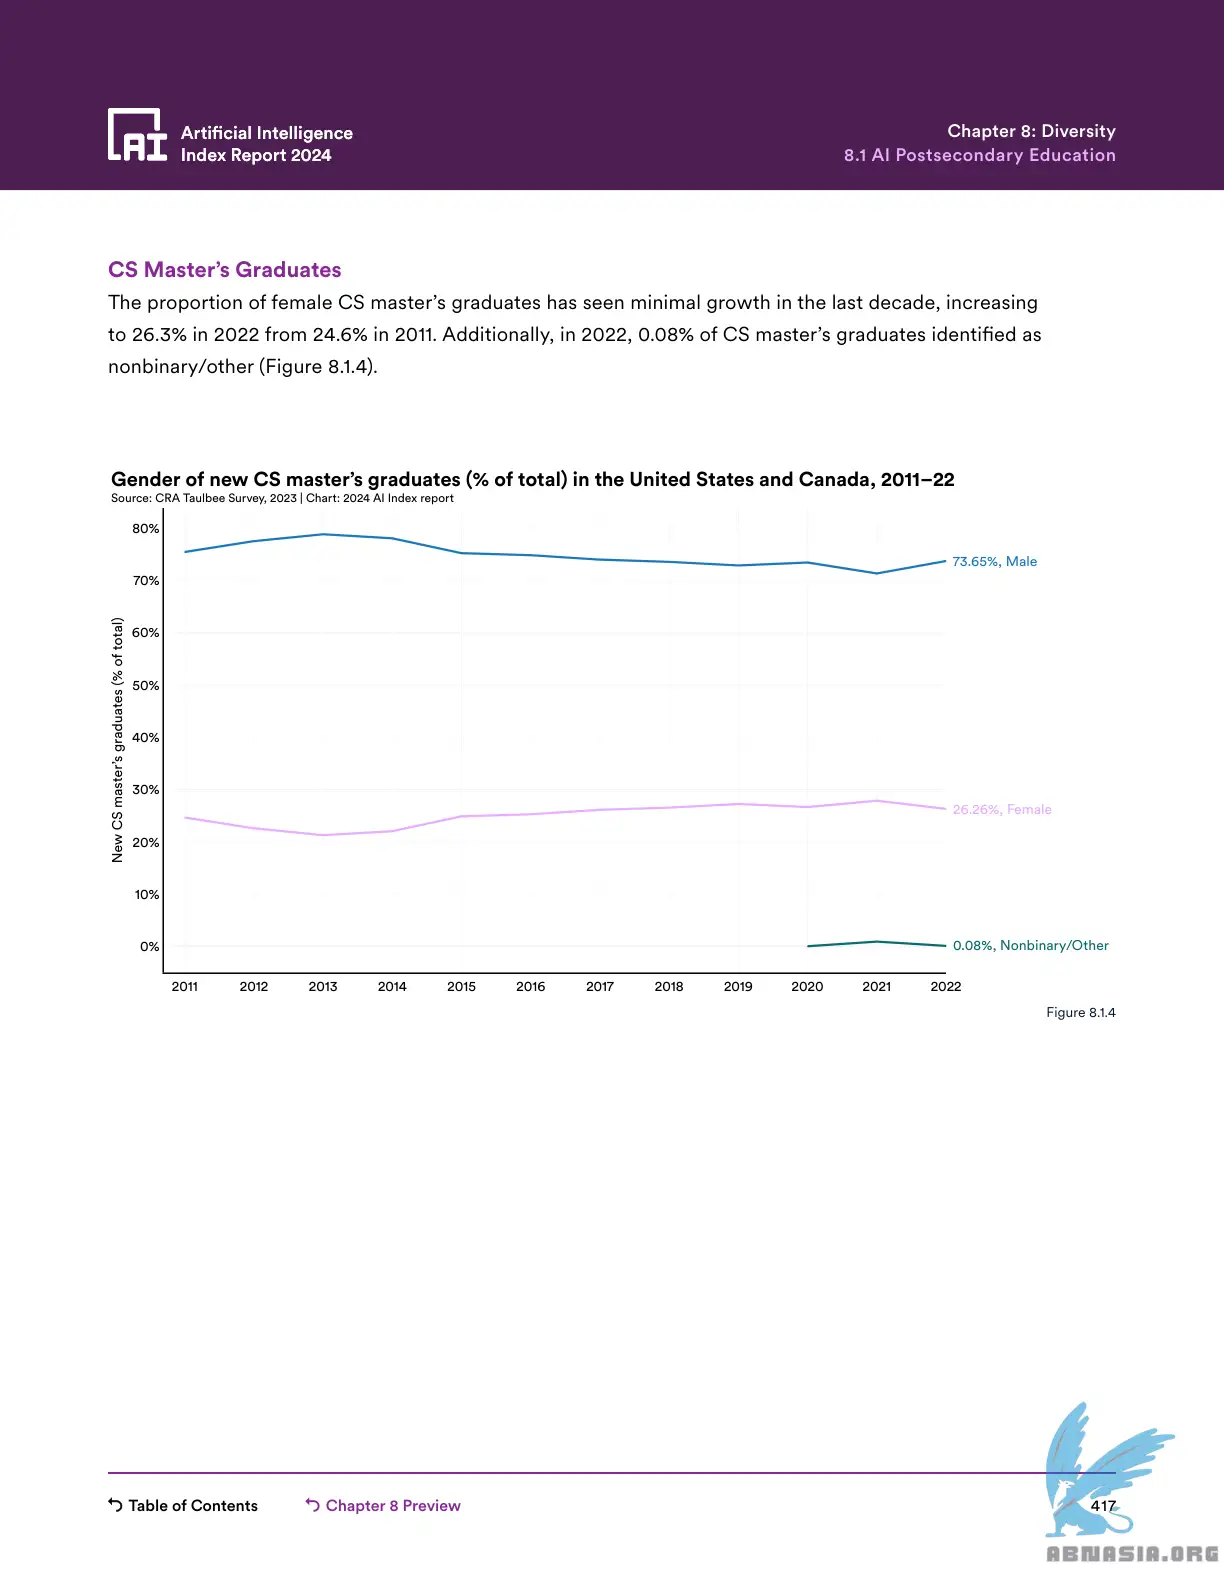 Artificial Intelligence
Index Report 2024
Chapter 8: Diversity
8.1 AI Postsecondary Education
CS Master's Graduates
The proportion of female CS master's graduates has seen minimal growth in the last decade, increasing
to 26.3% in 2022 from 24.6% in 2011. Additionally, in 2022, 0.08% of CS master's graduates identified as
nonbinary/other (Figure 8.1.4).
Gender of new CS master's graduates (% of total) in the United States and Canada, 2011–22
Source: CRA Taulbee Survey, 2023 | Chart: 2024 AI Index report
New CS master's graduates (% of total)
80%
70%
60%
50%
40%
30%
20%
10%
0%
73.65%, Male
26.26%, Female
0.08%, Nonbinary/Other
2011 2012 2013 2014 2015 2016 2017 2018 2019 2020 2021 2022
Figure 8.1.4
Table of Contents
Chapter 8 Preview
417
ABNASIA.ORG